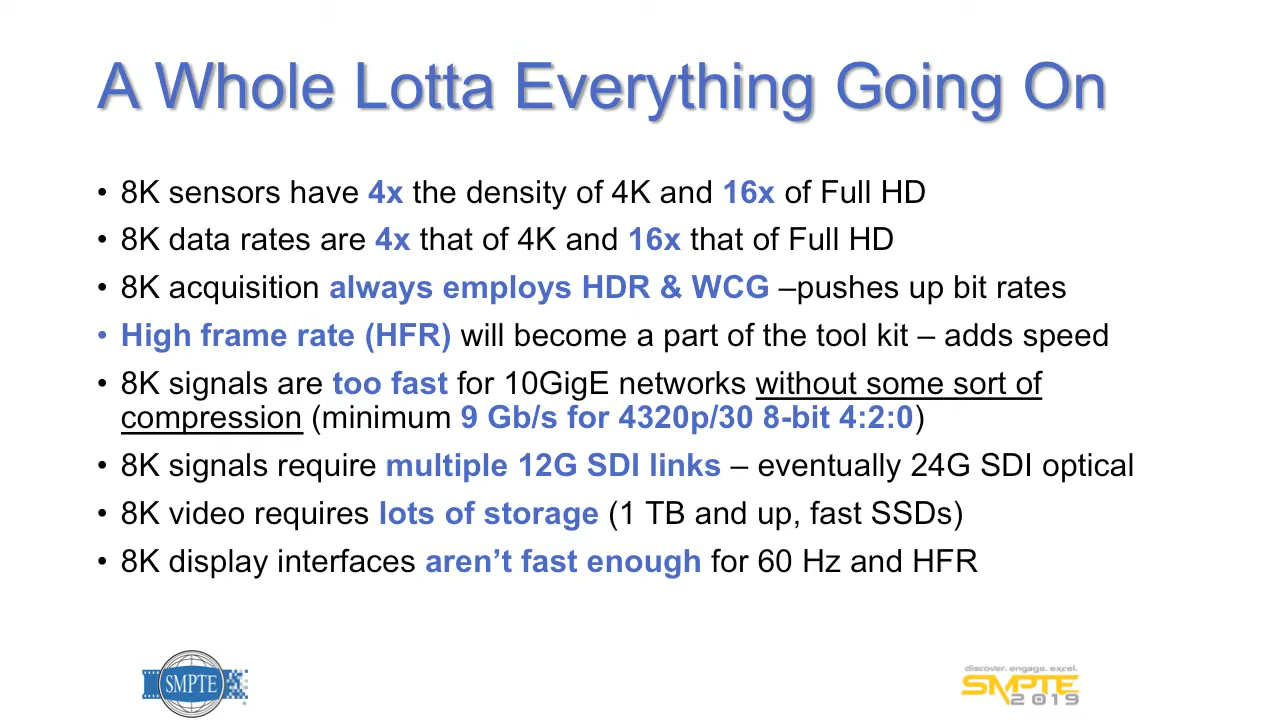 A Whole Lotta Everything Going On
• 8K sensors have 4x the density of 4K and 16x of Full HD
• 8K data rates are 4x that of 4K and 16x that of Full HD
• 8K acquisition always employs HDR & WCG –pushes up bit rates
• High frame rate (HFR) will become a part of the tool kit – adds speed
• 8K signals are too fast for 10GigE networks without some sort of
compression (minimum 9 Gb/s for 4320p/30 8-bit 4:2:0)
• 8K signals require multiple 12G SDI links – eventually 24G SDI optical
• 8K video requires lots of storage (1 TB and up, fast SSDs)
• 8K display interfaces aren’t fast enough for 60 Hz and HFR
SMPTE
discover. engage. excel.
SMPTE
2019